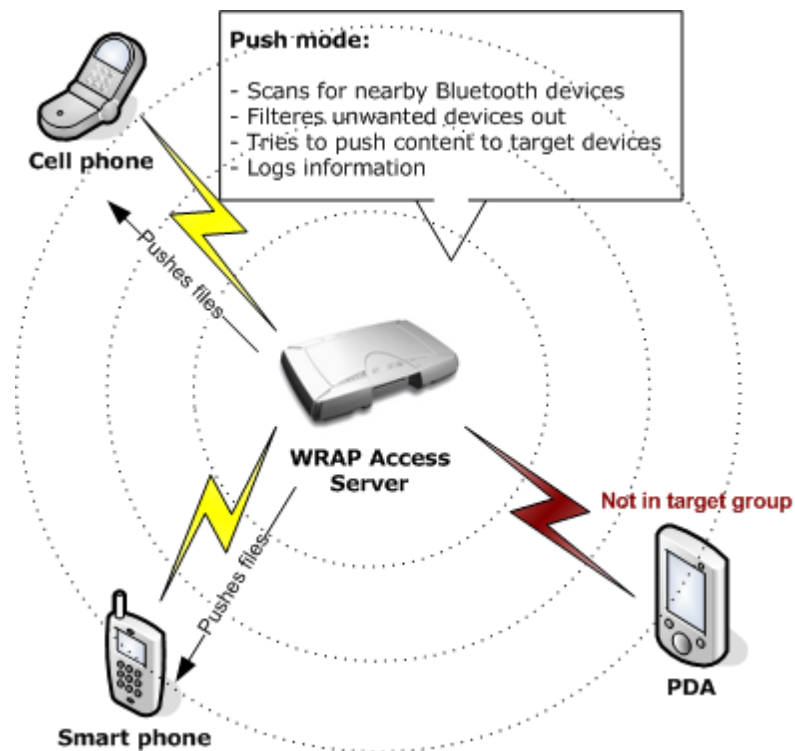 Push mode:
- Scans for nearby Bluetooth devices
- Filteres unwanted devices out
- Tries to push content to target devices
- Logs information
Cell phone
Pushes files
WRAP Access
Server
Not in target group
Pushes files
PDA
Smart phone